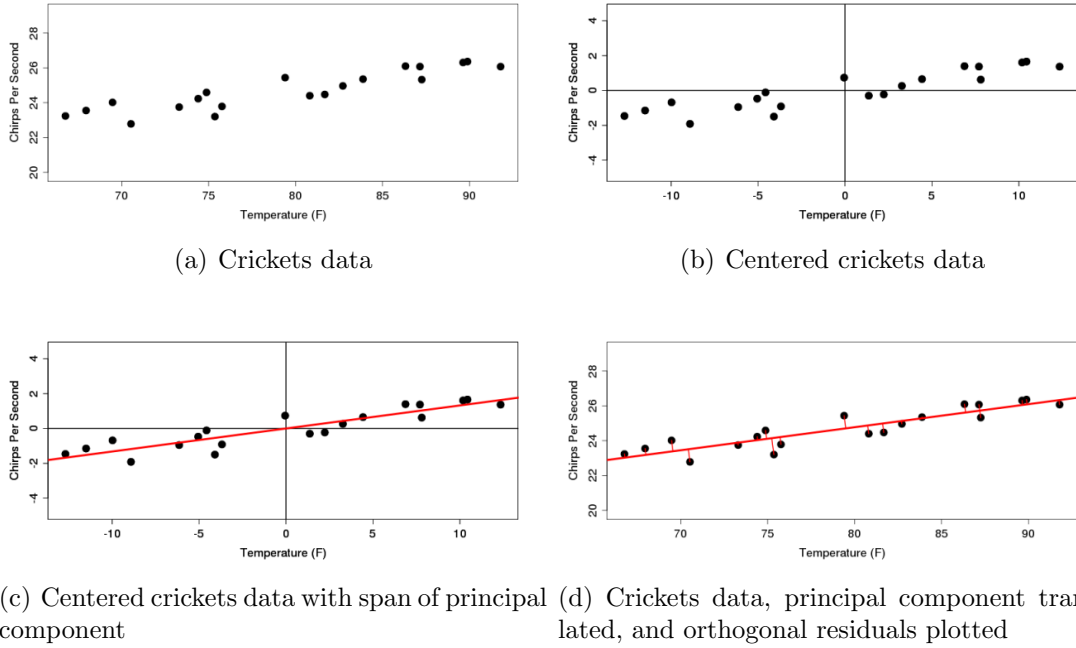 28
26
24
22
20
Chirps Per Second
70 75 80 85 90
Temperature (F)
(a) Crickets data
4
2
0
-2
-4
Chirps Per Second
-10 -5 0 5 10
Temperature (F)
(b) Centered crickets data
4
2
0
-2
-4
Chirps Per Second
-10 -5 0 5 10
Temperature (F)
(c) Centered crickets data with span of principal
component
28
26
24
22
20
Chirps Per Second
70 75 80 85 90
Temperature (F)
(d) Crickets data, principal component tran
lated, and orthogonal residuals plotted